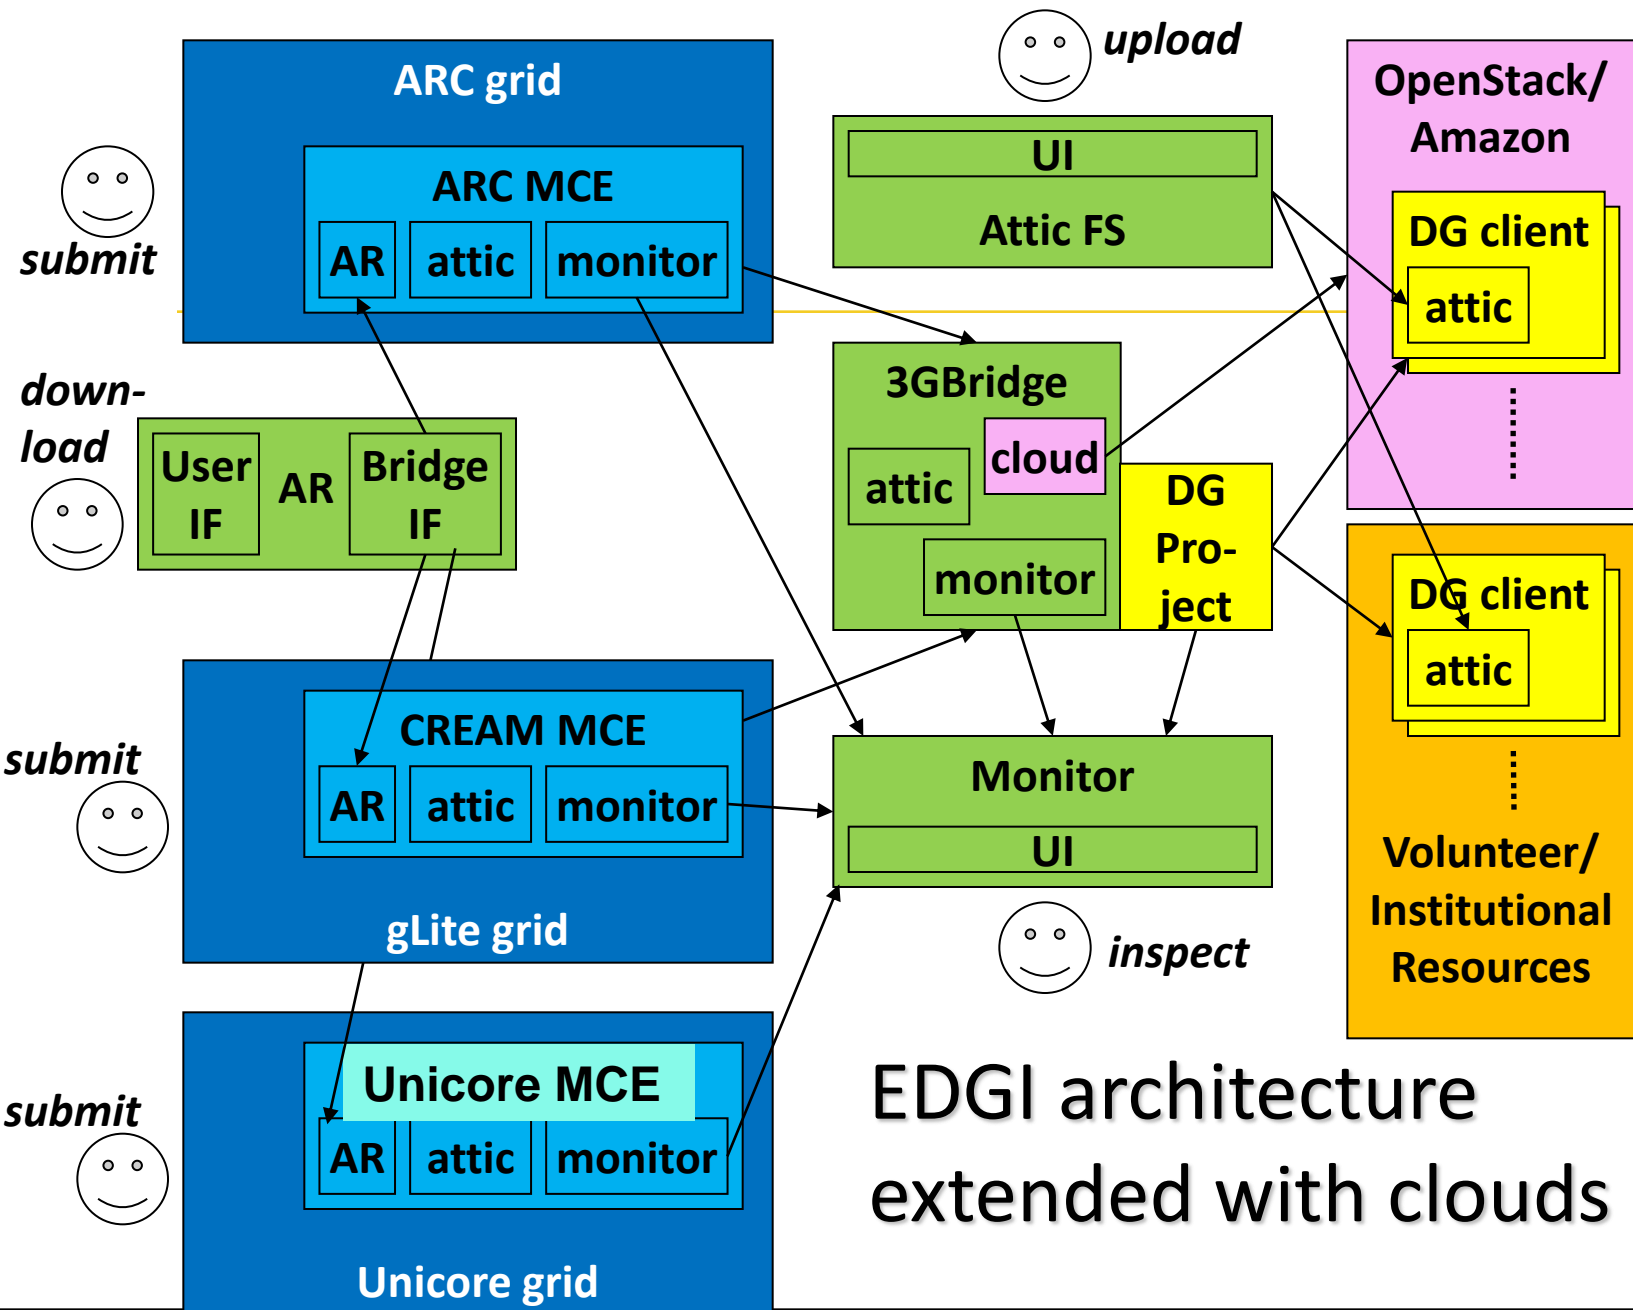 ARC grid
ARC MCE
AR
attic
monitor
submit
upload
UI
Attic FS
OpenStack/
Amazon
DG client
attic
down-
load
User
IF
AR
Bridge
IF
3GBridge
cloud
attic
monitor
DG
Pro-
ject
DG client
attic
Volunteer/
Institutional
Resources
submit
CREAM MCE
AR
attic
monitor
gLite grid
Monitor
UI
inspect
submit
Unicore MCE
AR
attic
monitor
Unicore grid
EDGI architecture
extended with clouds